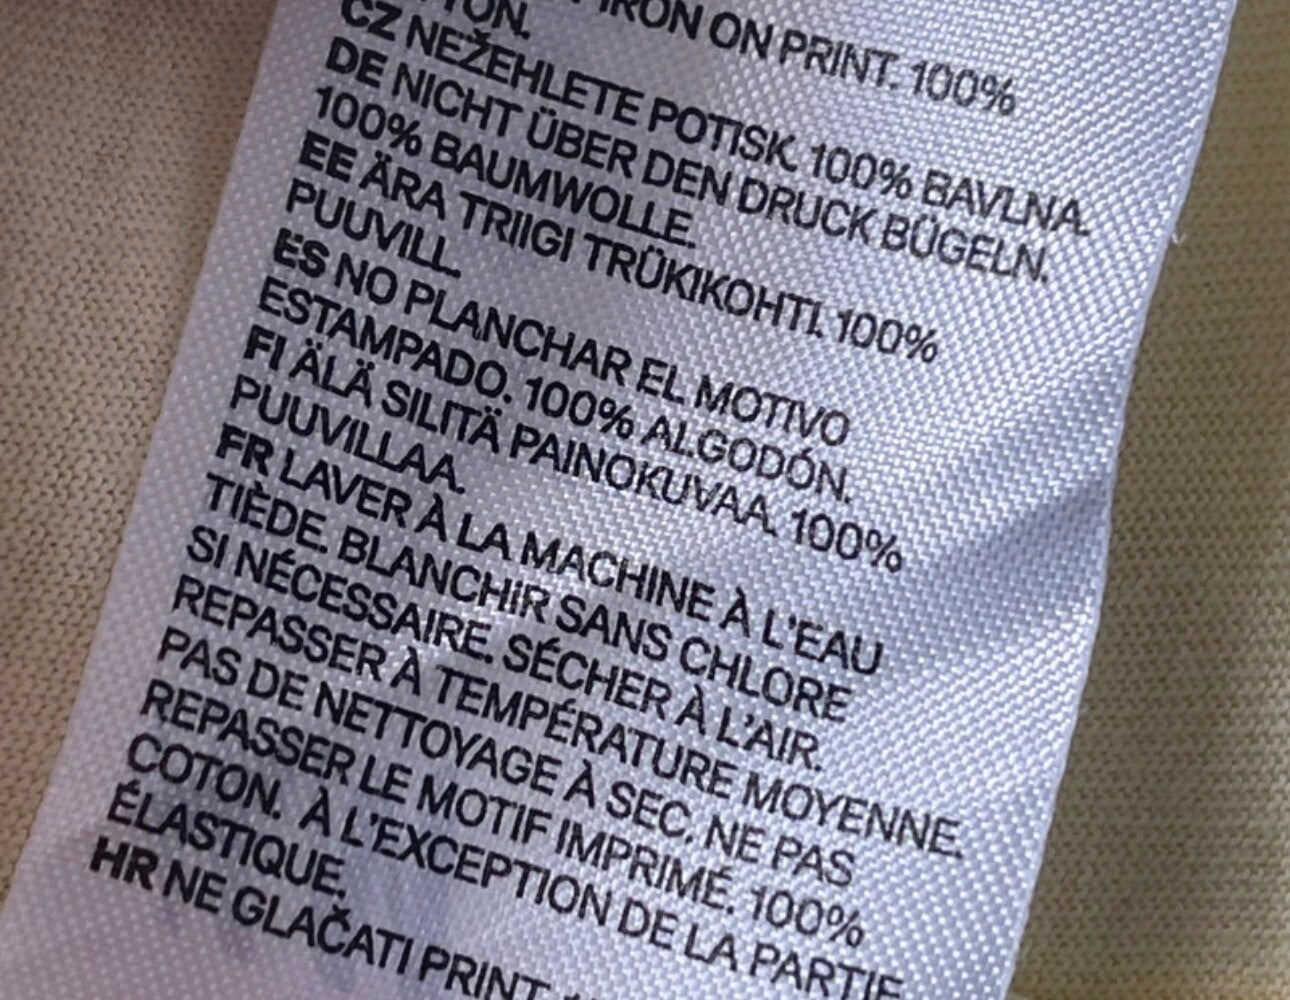 IRON ON PRINT. 100%
TON.
CZ NEŽEHLETE POTISK. 100% BAVLNA.
DE NICHT ÜBER DEN DRUCK BÜGELN.
100% BAUMWOLLE.
EE ÄRA TRIIGI TRÜKIKOHTI. 100%
PUUVILL.
ES NO PLANCHAR EL MOTIVO
ESTAMPADO. 100% ALGODÓN.
FI ÄLÄ SILITÄ PAINOKUVAA. 100%
PUUVILLAA.
FR LAVER À LA MACHINE À L'EAU
TIÈDE. BLANCHIR SANS CHLORE
SI NÉCESSAIRE. SÉCHER À L'AIR.
REPASSER À TEMPÉRATURE MOYENNE.
PAS DE NETTOYAGE À SEC. NE PAS
REPASSER LE MOTIF IMPRIMÉ. 100%
COTON. À L'EXCEPTION DE LA PARTIE
ÉLASTIQUE.
HR NE GLAČATI PRINT.